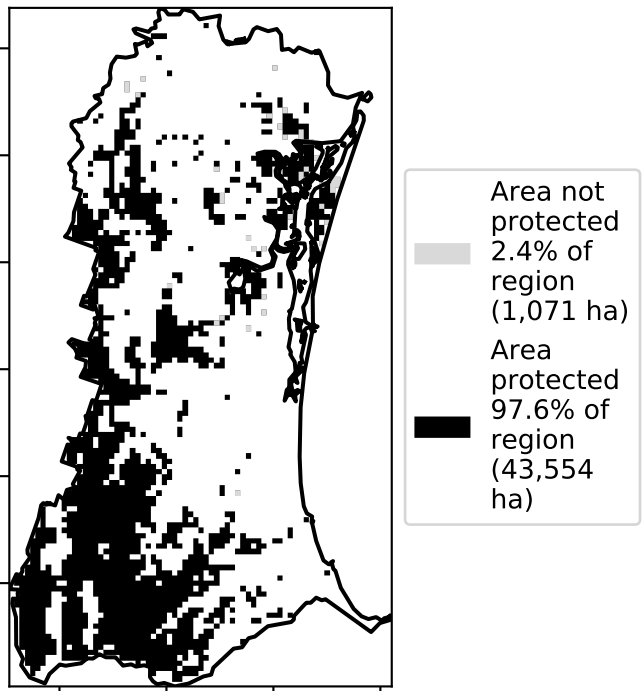 Area not
protected
2.4% of
region
(1,071 ha)
Area
protected
97.6% of
region
(43,554
ha)